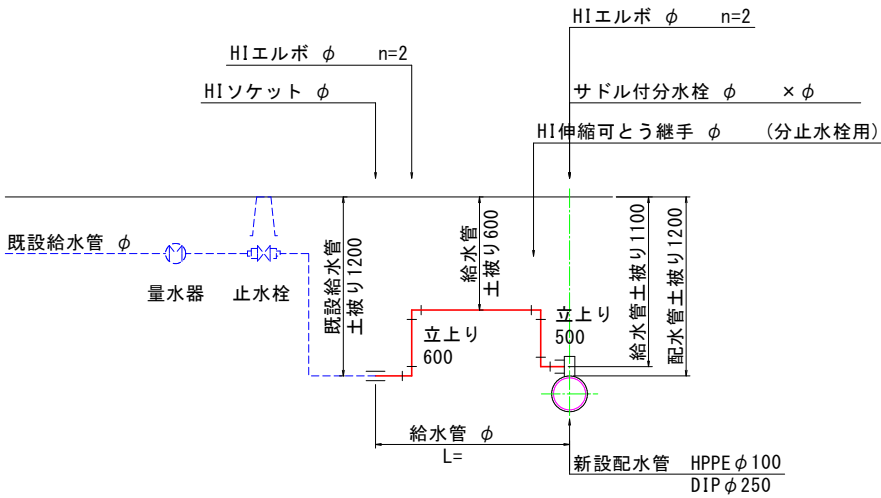 HIエルボ φ n=2
HIエルボ φ n=2
HIソケット φ
サドル付分水栓 φ ×φ
HI伸縮可とう継手 φ (分止水栓用)
既設給水管 φ
量水器
止水栓
既設給水管
土被り1200
給水管
土被り600
給水管土被り1100
配水管土被り1200
立上り
600
立上り
500
給水管 φ
L=
新設配水管 HPPEφ100
DIPφ250